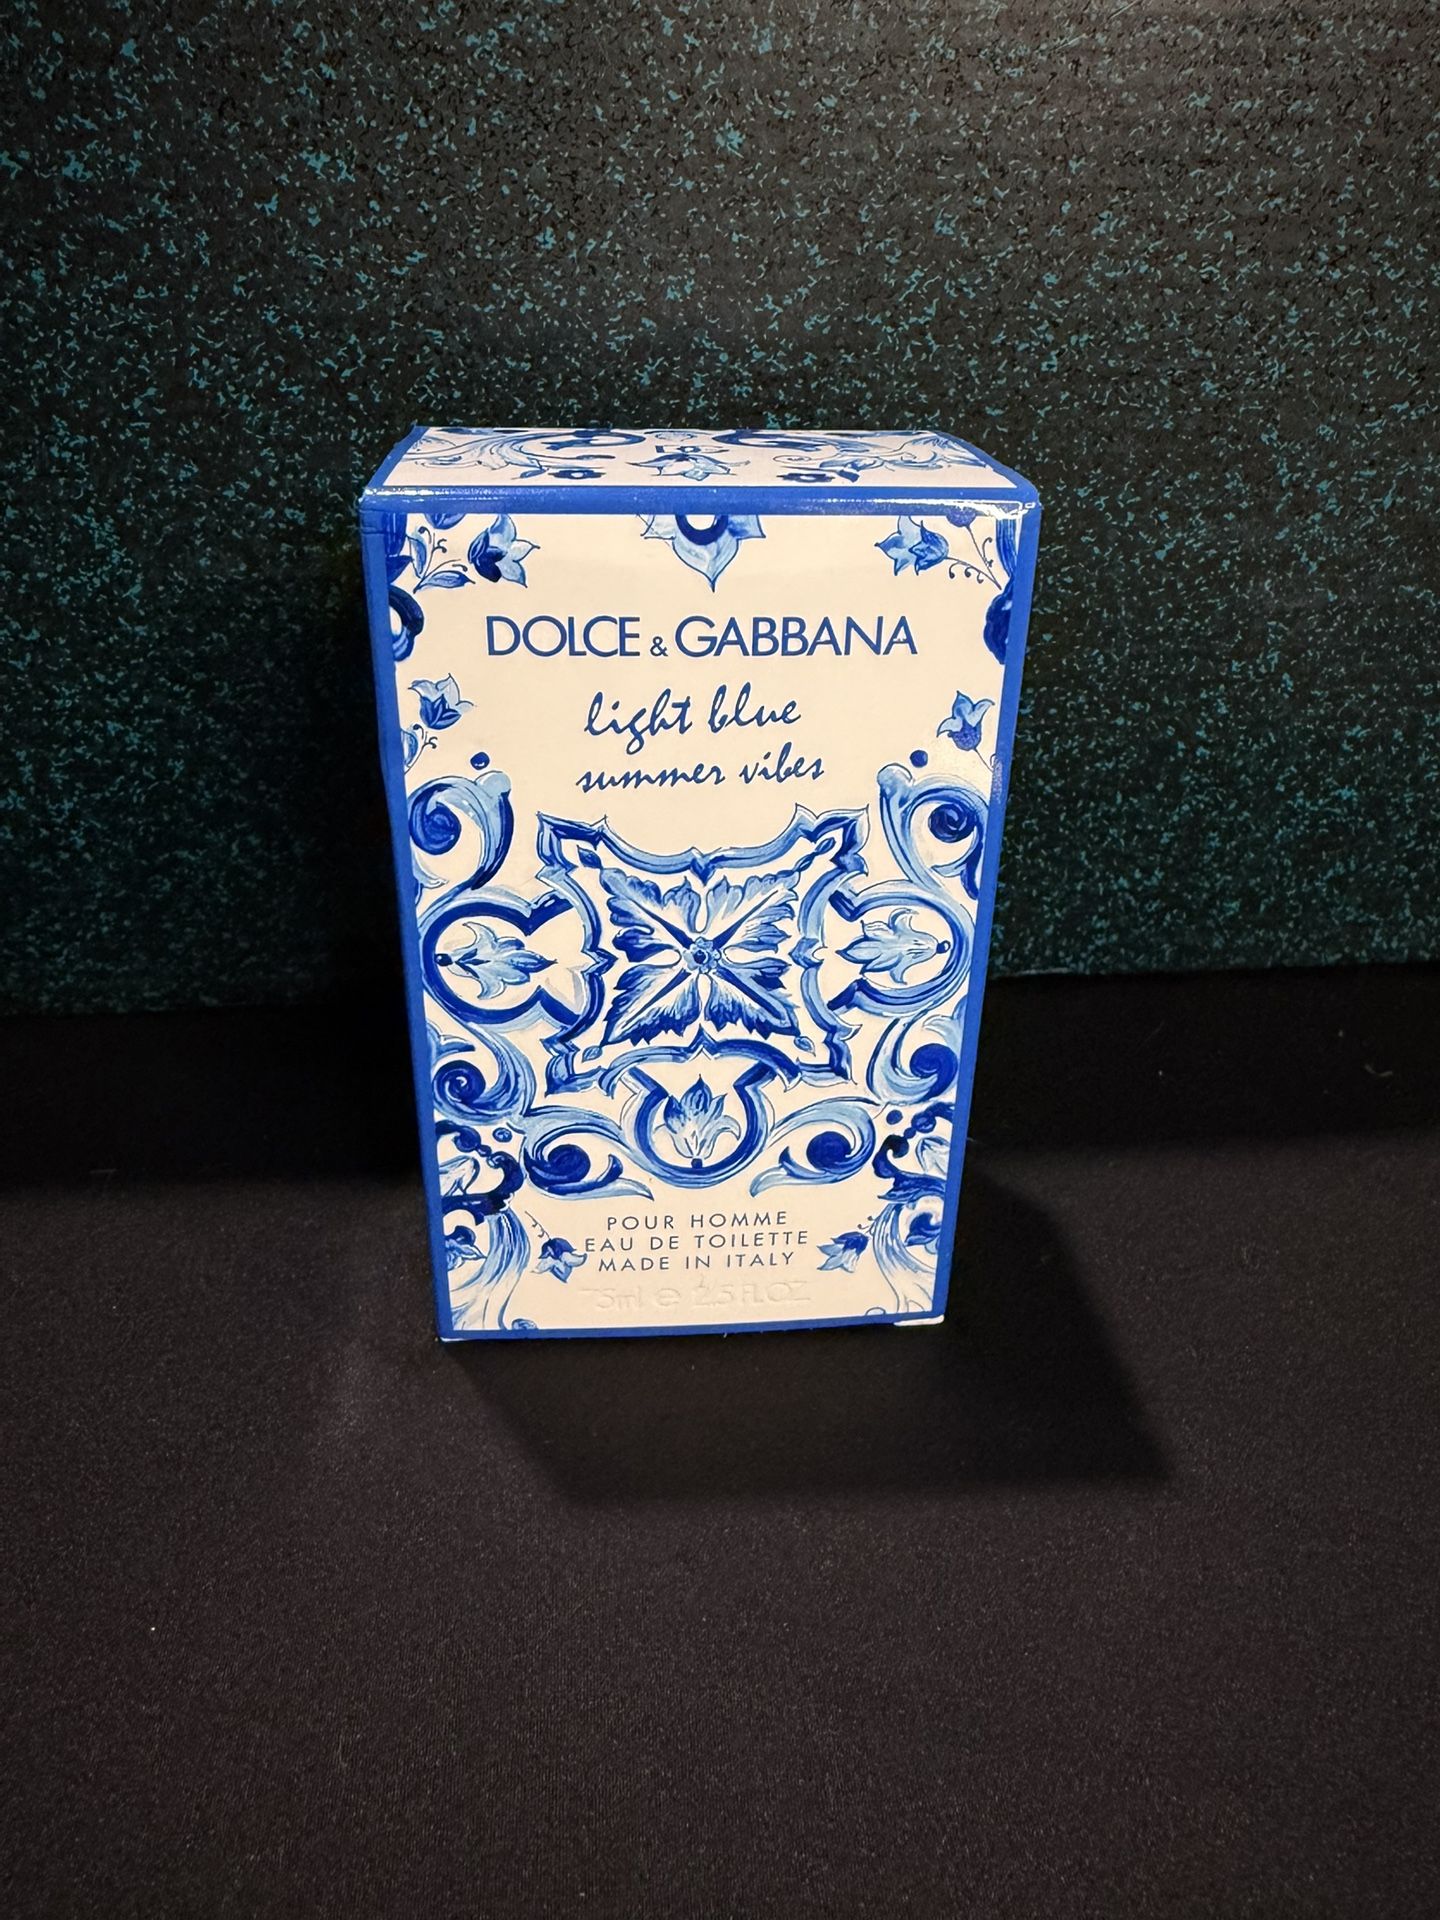 DOLCE & GABBANA
light blue
summer vibes
POUR HOMME
EAU DE TOILETTE
MADE IN ITALY
75ml ℮ 2.5 FL.OZ